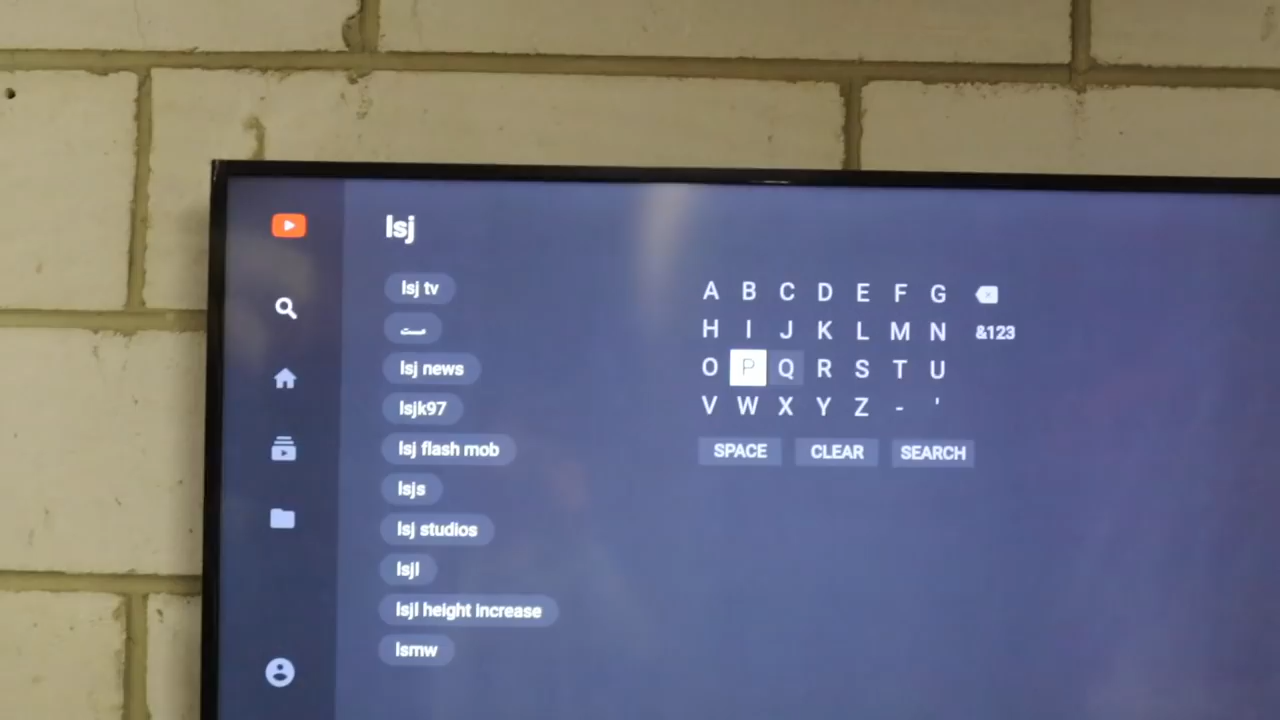 lsj
lsj tv
lsj news
lsjk97
lsj flash mob
lsjs
lsj studios
lsjl
lsjl height increase
lsmw
A B C D E F G
H I J K L M N &123
O P Q R S T U
V W X Y Z - '
SPACE CLEAR SEARCH